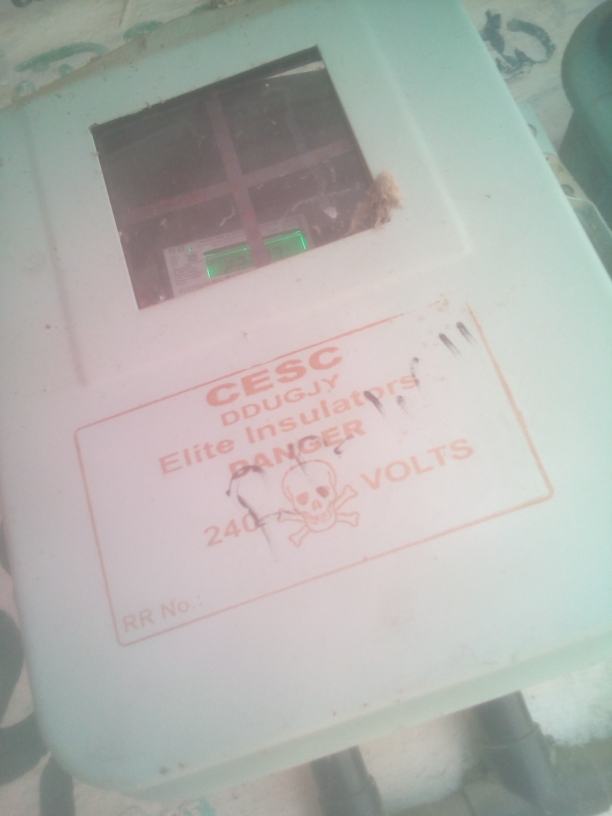 CESC
DDUGJY
Elite Insulators
DANGER
240 VOLTS
RR No.: